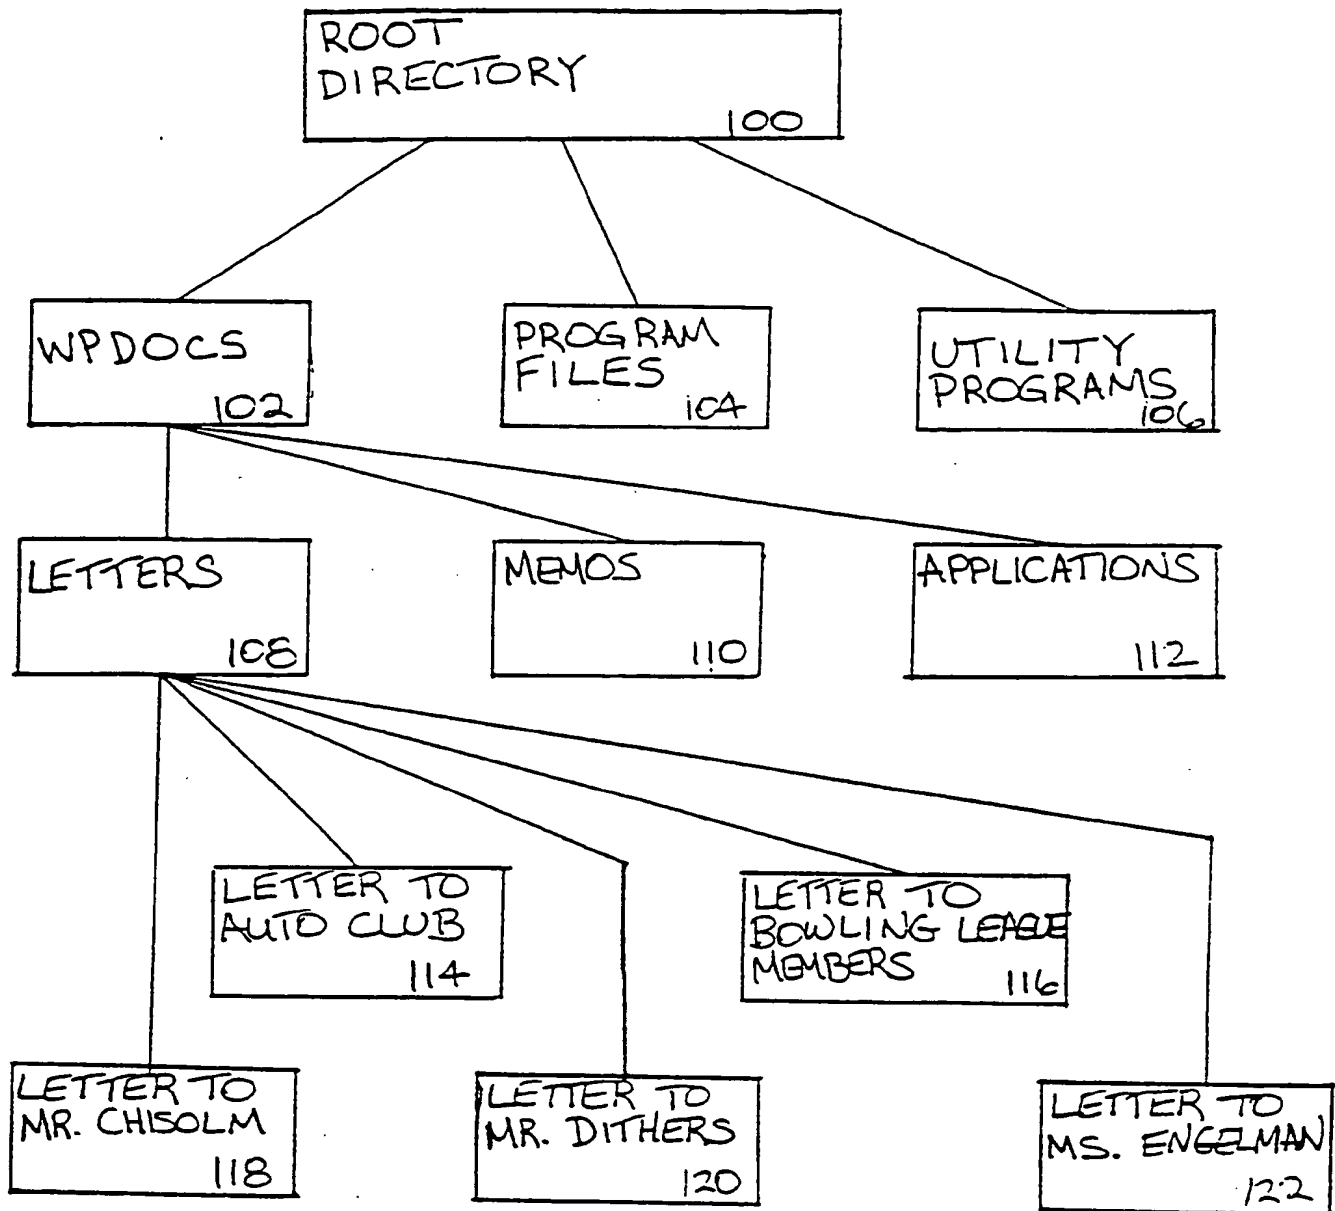 ROOT
DIRECTORY
100
WPDOCS
102
PROGRAM
FILES
104
UTILITY
PROGRAMS
106
LETTERS
108
MEMOS
110
APPLICATIONS
112
LETTER TO
AUTO CLUB
114
LETTER TO
BOWLING LEAGUE
MEMBERS
116
LETTER TO
MR. CHISOLM
118
LETTER TO
MR. DITHERS
120
LETTER TO
MS. ENGELMAN
122